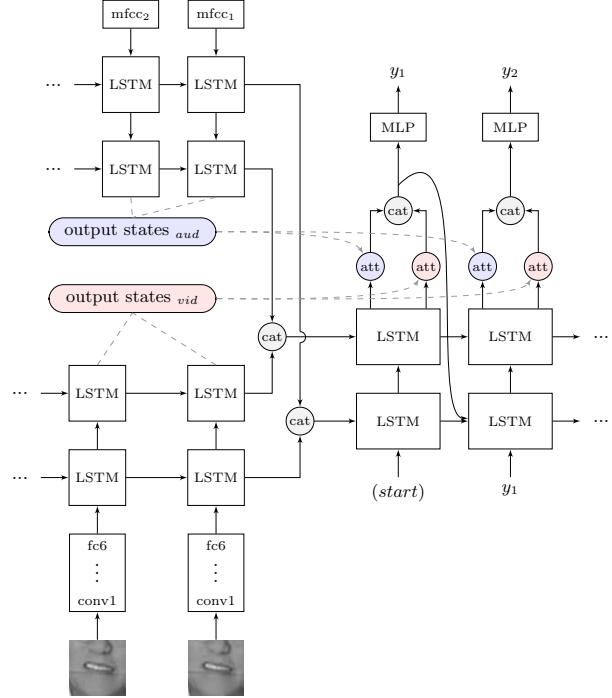 mfcc₂ mfcc₁
... LSTM LSTM
y₁ y₂
MLP MLP
... LSTM LSTM
cat cat
output states aud
att att att att
output states vid
cat LSTM LSTM ...
... LSTM LSTM
cat LSTM LSTM ...
... LSTM LSTM
(start) y₁
fc6 fc6
⋮ ⋮
conv1 conv1